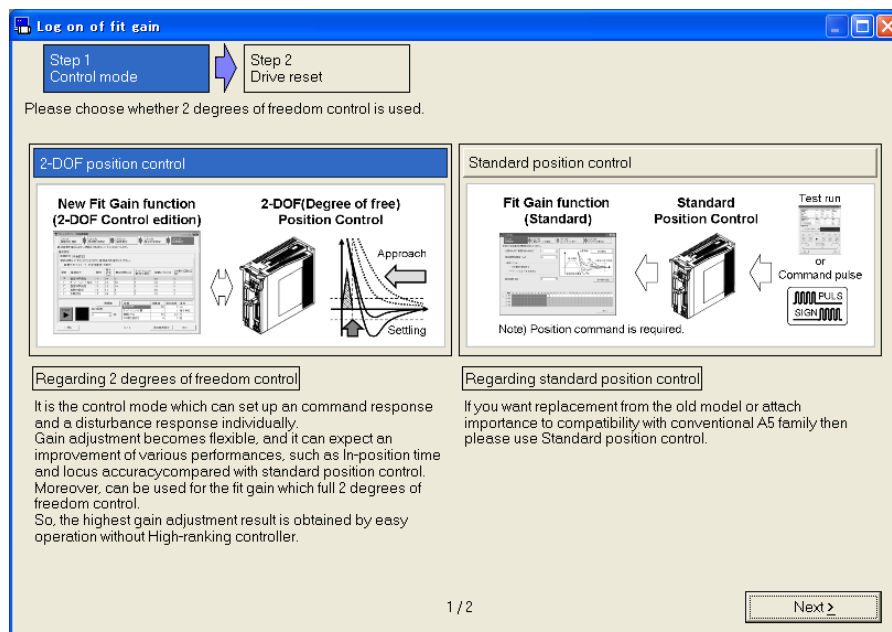 Log on of fit gain
Step 1
Control mode
Step 2
Drive reset
Please choose whether 2 degrees of freedom control is used.
2-DOF position control
New Fit Gain function
(2-DOF Control edition)
2-DOF(Degree of free)
Position Control
Approach
Settling
Standard position control
Fit Gain function
(Standard)
Standard
Position Control
Test run
or
Command pulse
PULS
SIGN
Note) Position command is required.
Regarding 2 degrees of freedom control
It is the control mode which can set up an command response
and a disturbance response individually.
Gain adjustment becomes flexible, and it can expect an
improvement of various performances, such as In-position time
and locus accuracycompared with standard position control.
Moreover, can be used for the fit gain which full 2 degrees of
freedom control.
So, the highest gain adjustment result is obtained by easy
operation without High-ranking controller.
Regarding standard position control
If you want replacement from the old model or attach
importance to compatibility with conventional A5 family then
please use Standard position control.
1 / 2
Next >